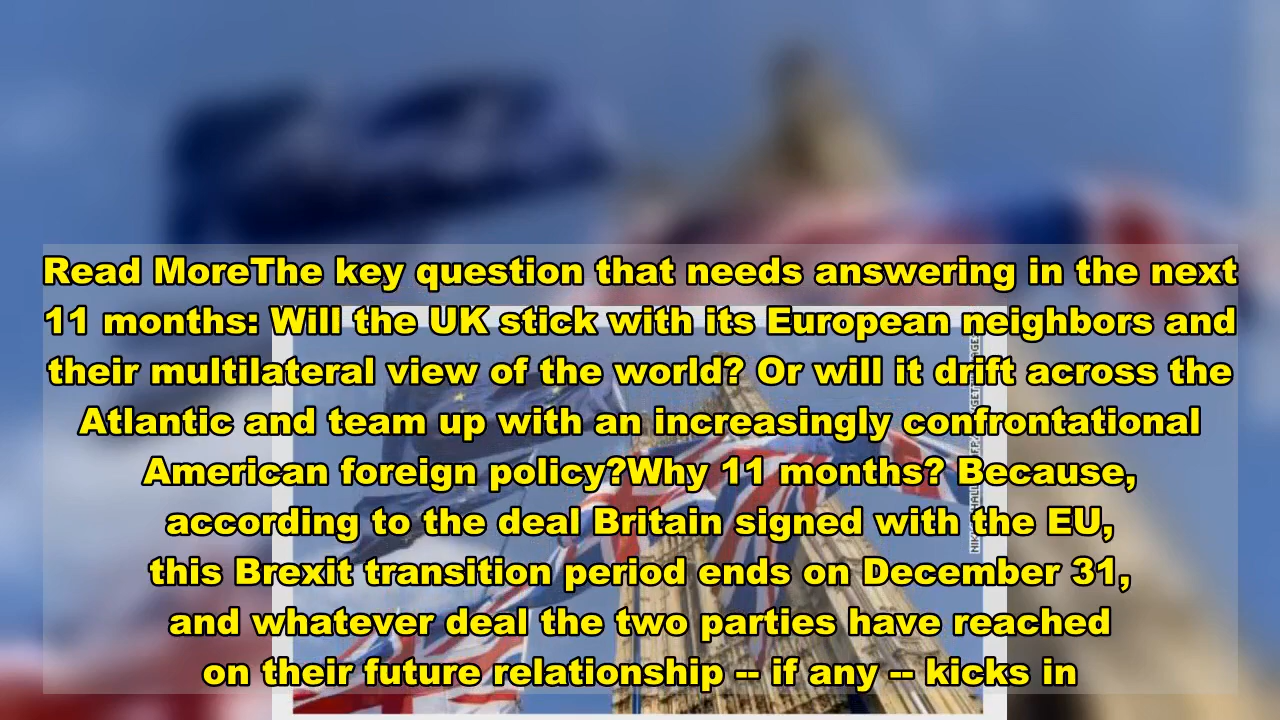 Read MoreThe key question that needs answering in the next
11 months: Will the UK stick with its European neighbors and
their multilateral view of the world? Or will it drift across the
Atlantic and team up with an increasingly confrontational
American foreign policy?Why 11 months? Because,
according to the deal Britain signed with the EU,
this Brexit transition period ends on December 31,
and whatever deal the two parties have reached
on their future relationship -- if any -- kicks in